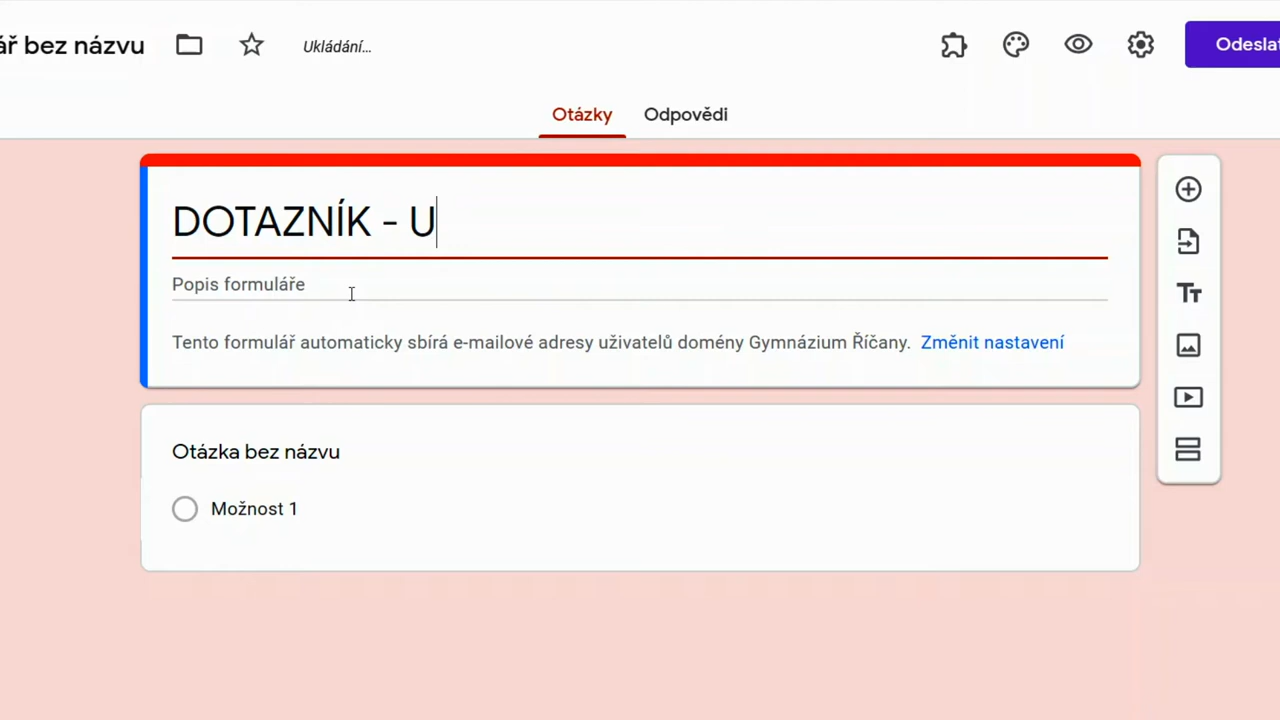 ář bez názvu
Ukládání...
Odeslat
Otázky
Odpovědi
DOTAZNÍK - U
Popis formuláře
Tento formulář automaticky sbírá e-mailové adresy uživatelů domény Gymnázium Říčany. Změnit nastavení
Otázka bez názvu
Možnost 1